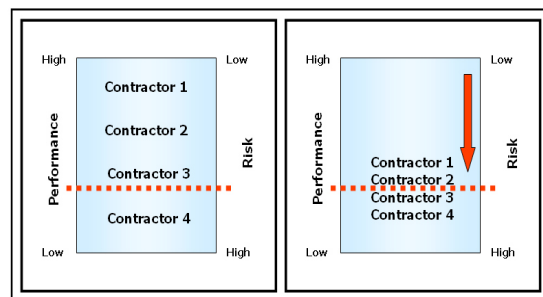 High
Low
Contractor 1
Contractor 2
Performance
Risk
Contractor 3
Contractor 4
Low
High
High
Low
Performance
Risk
Contractor 1
Contractor 2
Contractor 3
Contractor 4
Low
High